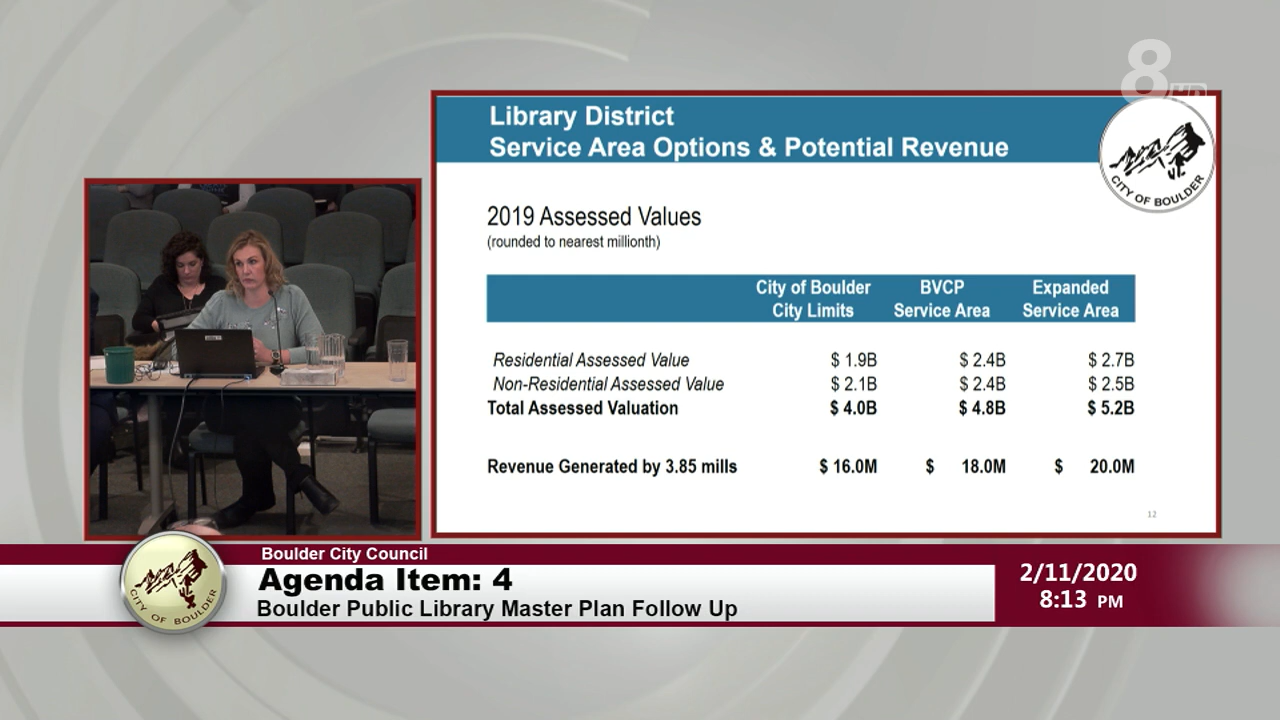 8 HD
Library District
Service Area Options & Potential Revenue
CITY OF BOULDER
2019 Assessed Values
(rounded to nearest millionth)
City of Boulder City Limits BVCP Service Area Expanded Service Area
Residential Assessed Value $ 1.9B $ 2.4B $ 2.7B
Non-Residential Assessed Value $ 2.1B $ 2.4B $ 2.5B
Total Assessed Valuation $ 4.0B $ 4.8B $ 5.2B
Revenue Generated by 3.85 mills $ 16.0M $ 18.0M $ 20.0M
12
Boulder City Council
Agenda Item: 4
Boulder Public Library Master Plan Follow Up
CITY OF BOULDER
2/11/2020
8:13 PM